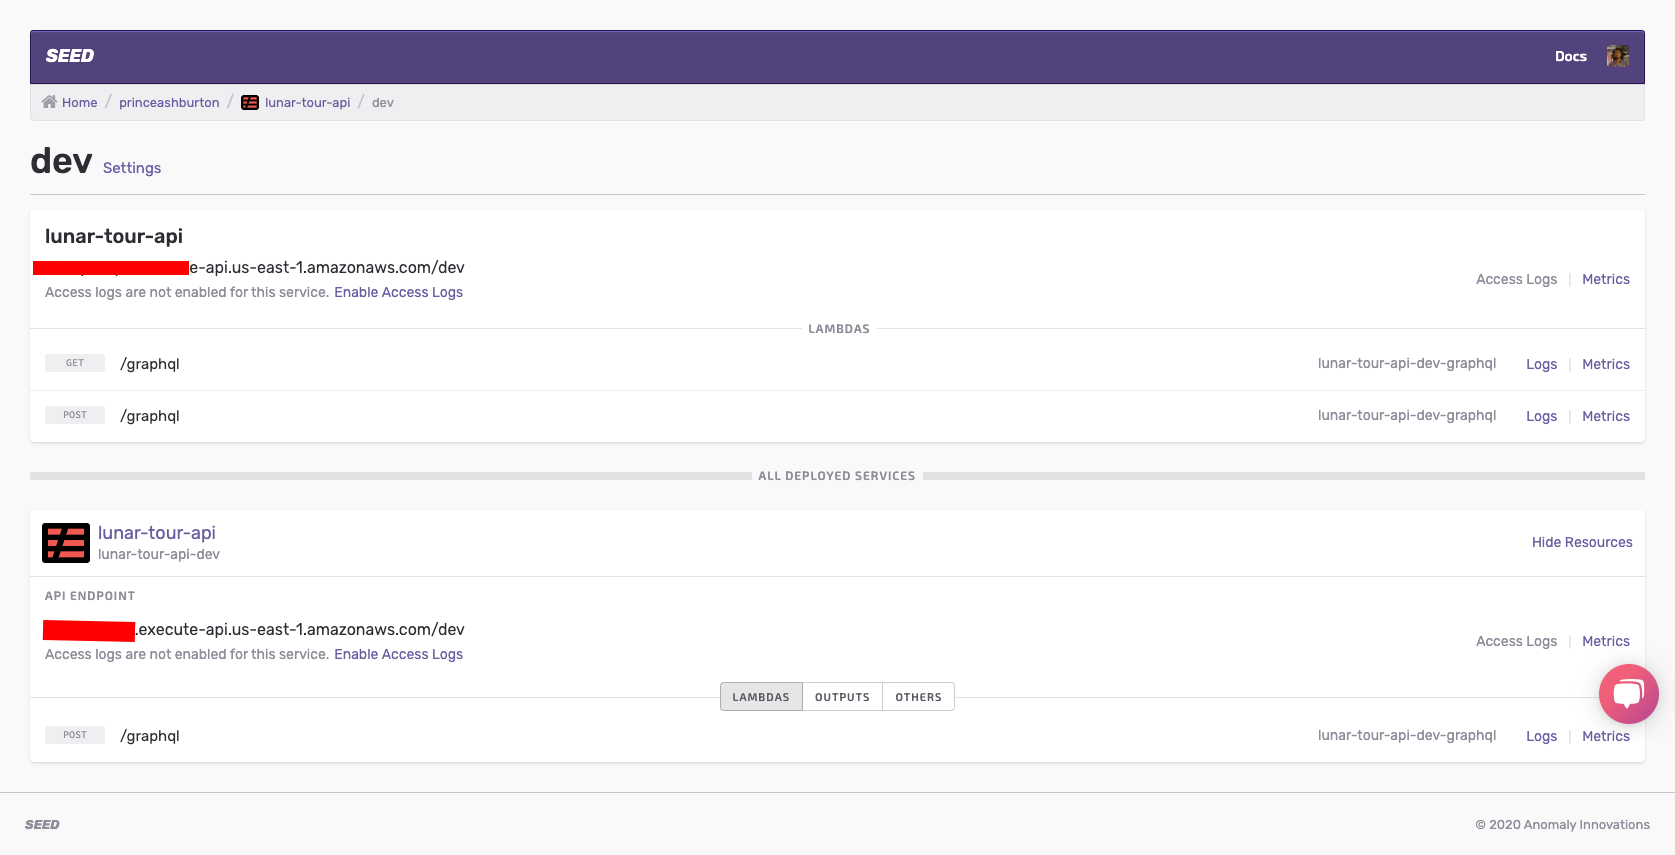 SEED Docs
Home / princeashburton / lunar-tour-api / dev
dev Settings
lunar-tour-api
e-api.us-east-1.amazonaws.com/dev
Access logs are not enabled for this service. Enable Access Logs
Access Logs | Metrics
LAMBDAS
GET /graphql lunar-tour-api-dev-graphql Logs | Metrics
POST /graphql lunar-tour-api-dev-graphql Logs | Metrics
ALL DEPLOYED SERVICES
lunar-tour-api
lunar-tour-api-dev
Hide Resources
API ENDPOINT
.execute-api.us-east-1.amazonaws.com/dev
Access logs are not enabled for this service. Enable Access Logs
Access Logs | Metrics
LAMBDAS OUTPUTS OTHERS
POST /graphql lunar-tour-api-dev-graphql Logs | Metrics
SEED © 2020 Anomaly Innovations